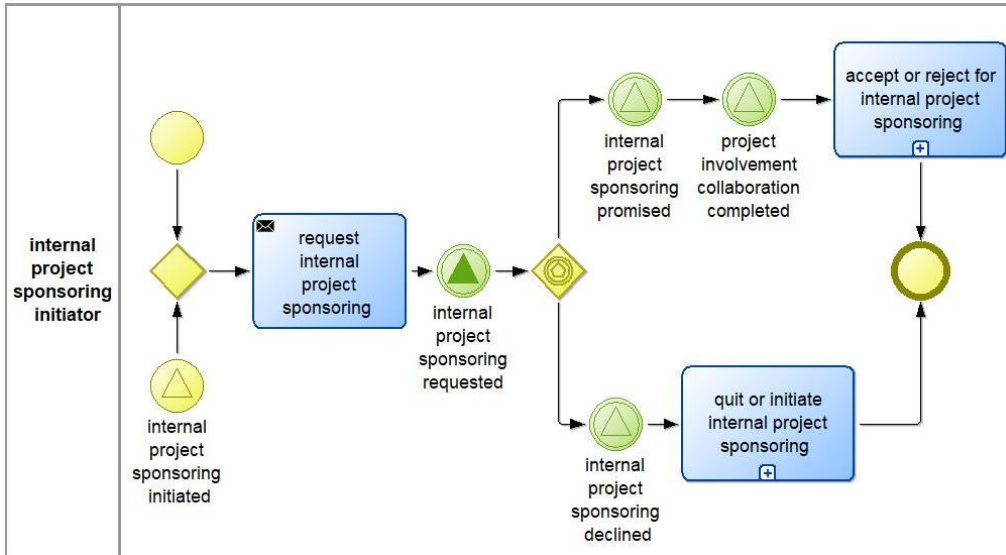 internal
project
sponsoring
initiator
request
internal
project
sponsoring
internal
project
sponsoring
initiated
internal
project
sponsoring
requested
internal
project
sponsoring
promised
project
involvement
collaboration
completed
accept or reject for
internal project
sponsoring
internal
project
sponsoring
declined
quit or initiate
internal project
sponsoring